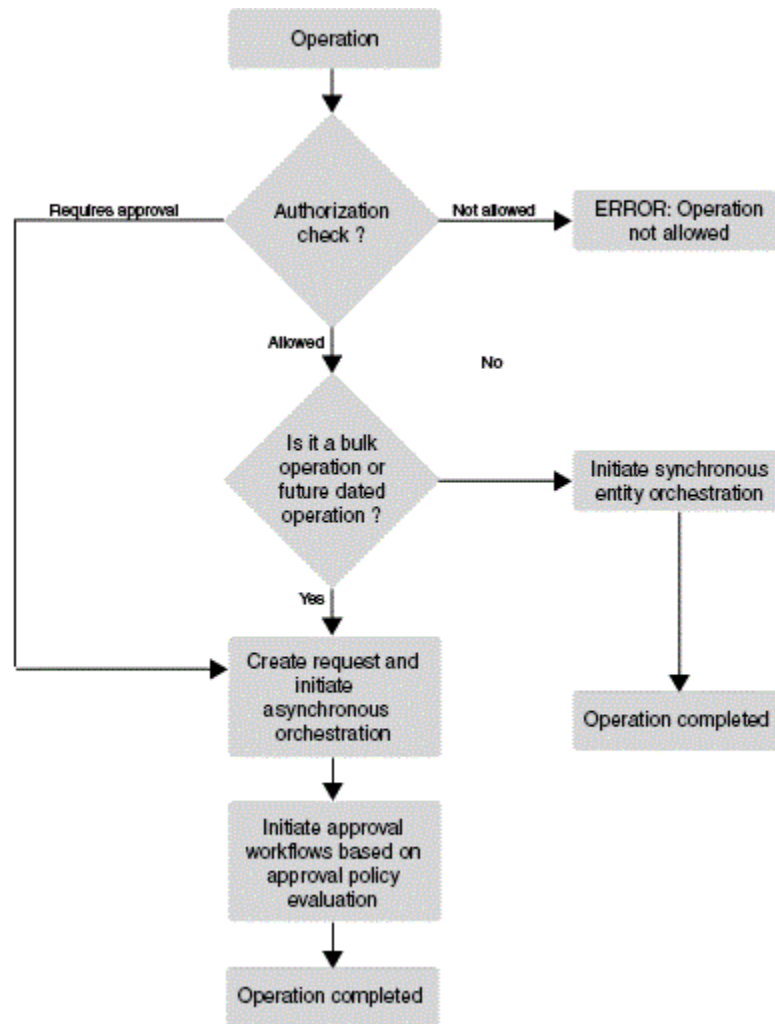 Operation
Requires approval
Authorization
check ?
Not allowed
ERROR: Operation
not allowed
Allowed
No
Is it a bulk
operation or
future dated
operation ?
Initiate synchronous
entity orchestration
Yes
Create request and
initiate
asynchronous
orchestration
Operation completed
Initiate approval
workflows based on
approval policy
evaluation
Operation completed